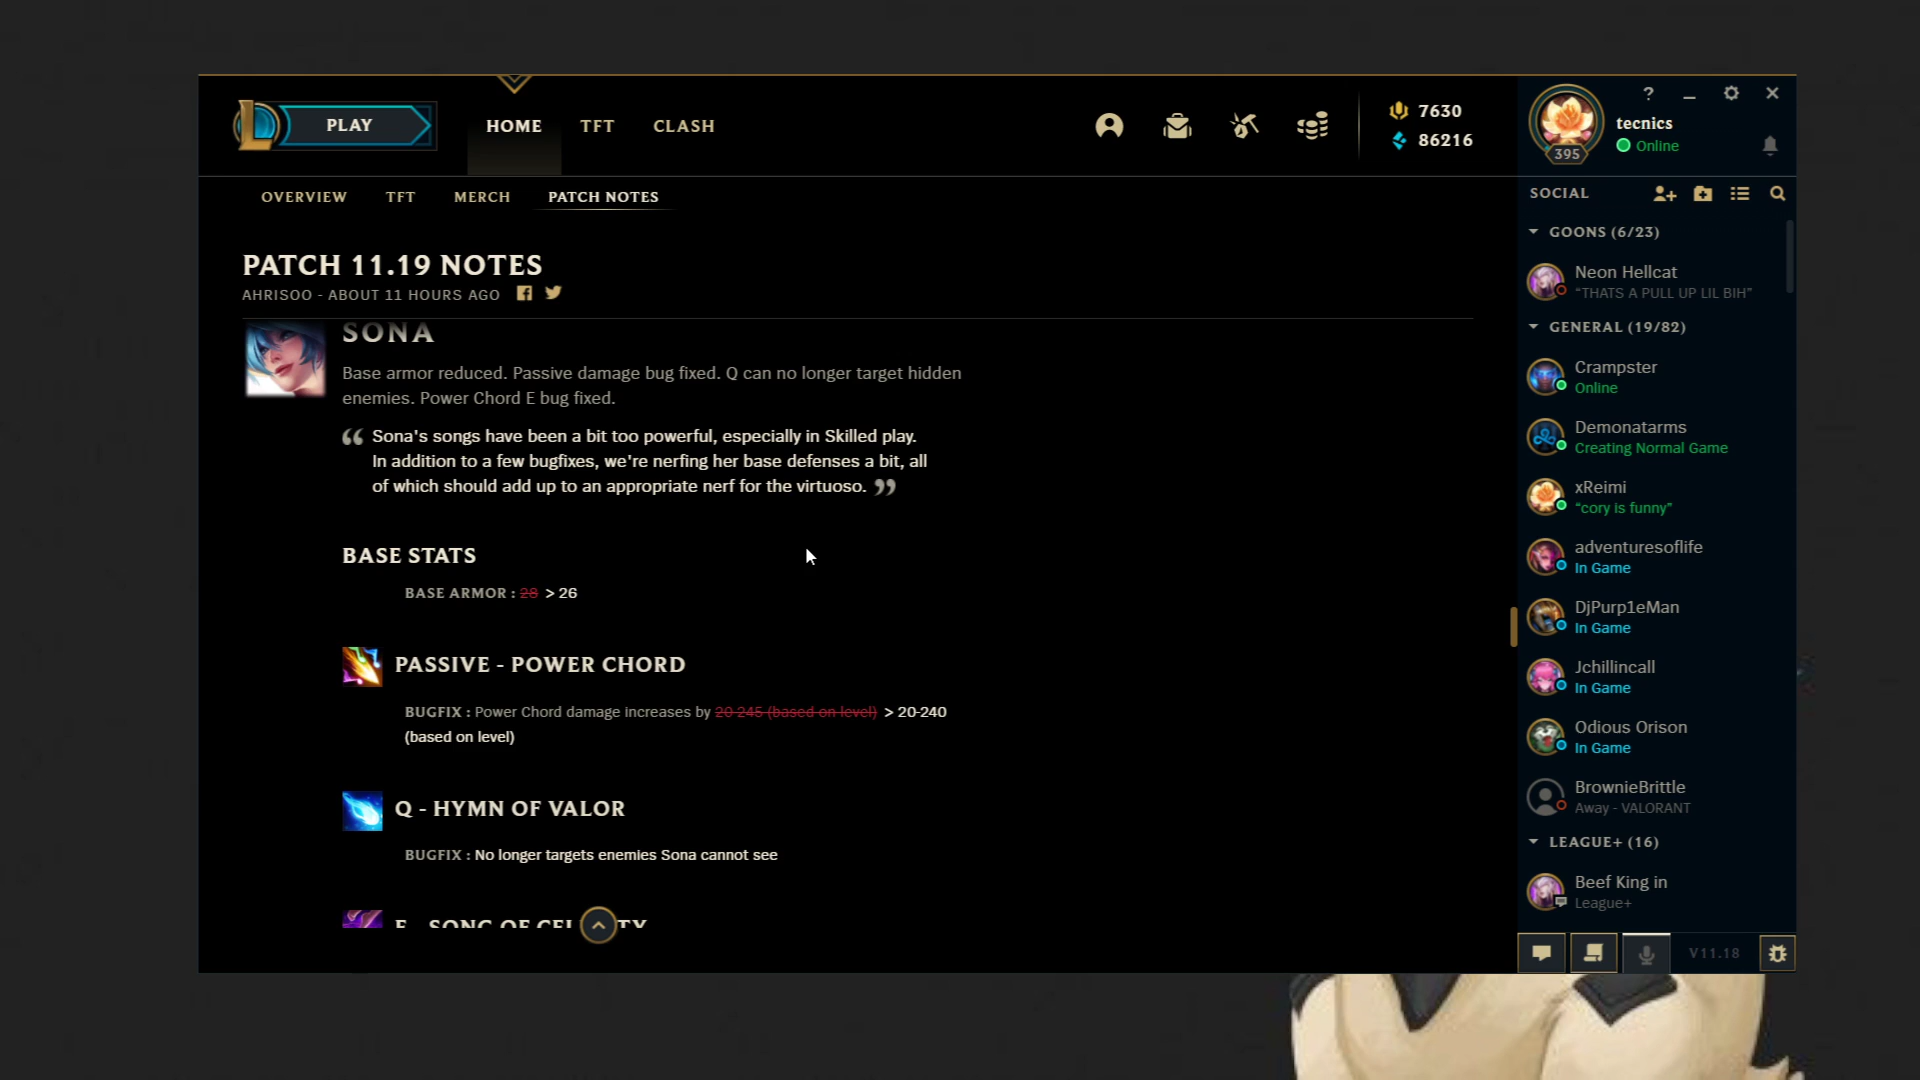 PLAY
HOME
TFT
CLASH
7630
86216
?
tecnics
Online
395
OVERVIEW
TFT
MERCH
PATCH NOTES
PATCH 11.19 NOTES
AHRISOO - ABOUT 11 HOURS AGO
SONA
Base armor reduced. Passive damage bug fixed. Q can no longer target hidden
enemies. Power Chord E bug fixed.
“ Sona's songs have been a bit too powerful, especially in Skilled play.
In addition to a few bugfixes, we're nerfing her base defenses a bit, all
of which should add up to an appropriate nerf for the virtuoso. ”
BASE STATS
BASE ARMOR : 28 > 26
PASSIVE - POWER CHORD
BUGFIX : Power Chord damage increases by 20-245 (based on level) > 20-240
(based on level)
Q - HYMN OF VALOR
BUGFIX : No longer targets enemies Sona cannot see
SOCIAL
GOONS (6/23)
Neon Hellcat
“THATS A PULL UP LIL BIH”
GENERAL (19/82)
Crampster
Online
Demonatarms
Creating Normal Game
xReimi
“cory is funny”
adventuresoflife
In Game
DjPurp1eMan
In Game
Jchillincall
In Game
Odious Orison
In Game
BrownieBrittle
Away - VALORANT
LEAGUE+ (16)
Beef King in
League+
V11.18